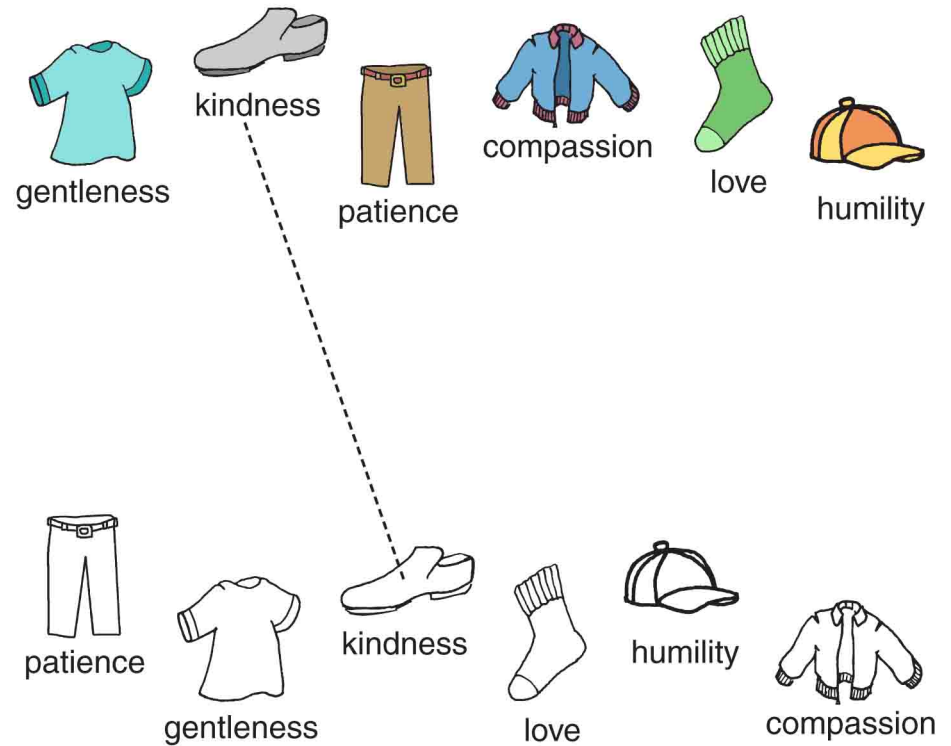 gentleness
kindness
patience
compassion
love
humility
patience
gentleness
kindness
love
humility
compassion